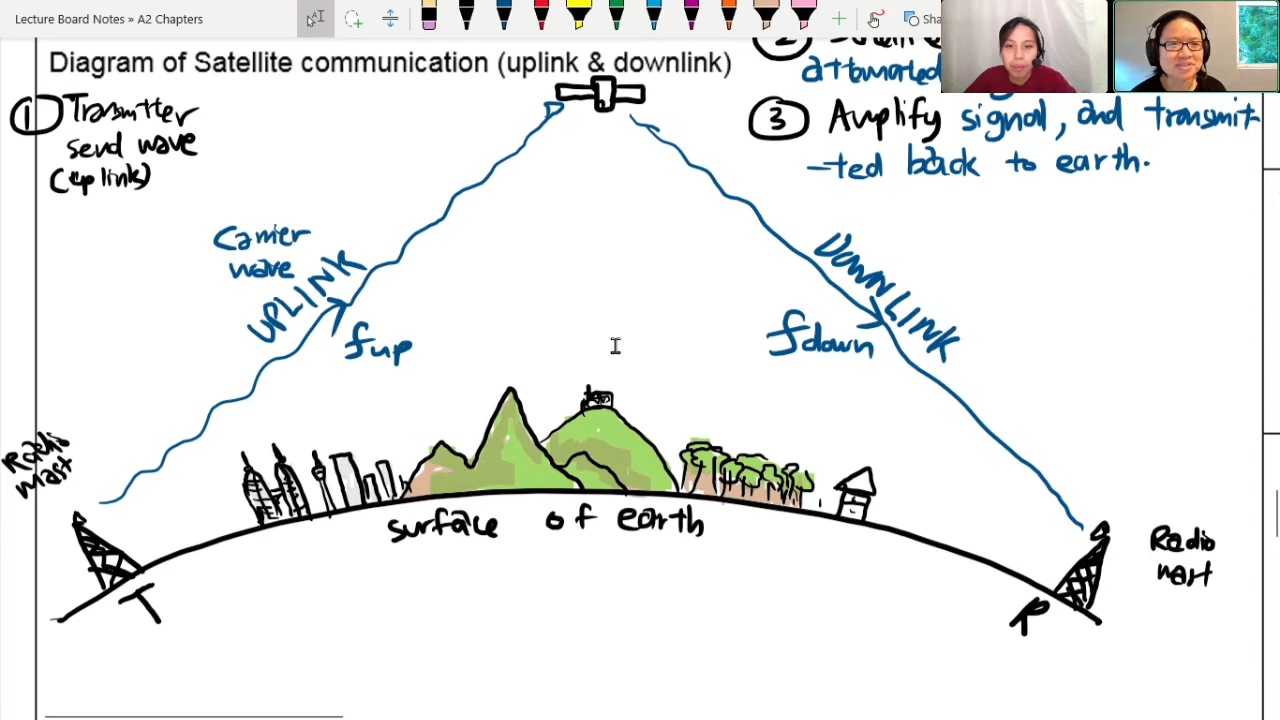 Lecture Board Notes » A2 Chapters
Sha
Diagram of Satellite communication (uplink & downlink)
2
attenuated
1 Transmitter
send wave
(uplink)
3 Amplify signal, and transmit-
-ted back to earth.
Carrier
wave
UPLINK
fup
DOWNLINK
fdown
Radio
mast
surface of earth
Radio
mast
T
R